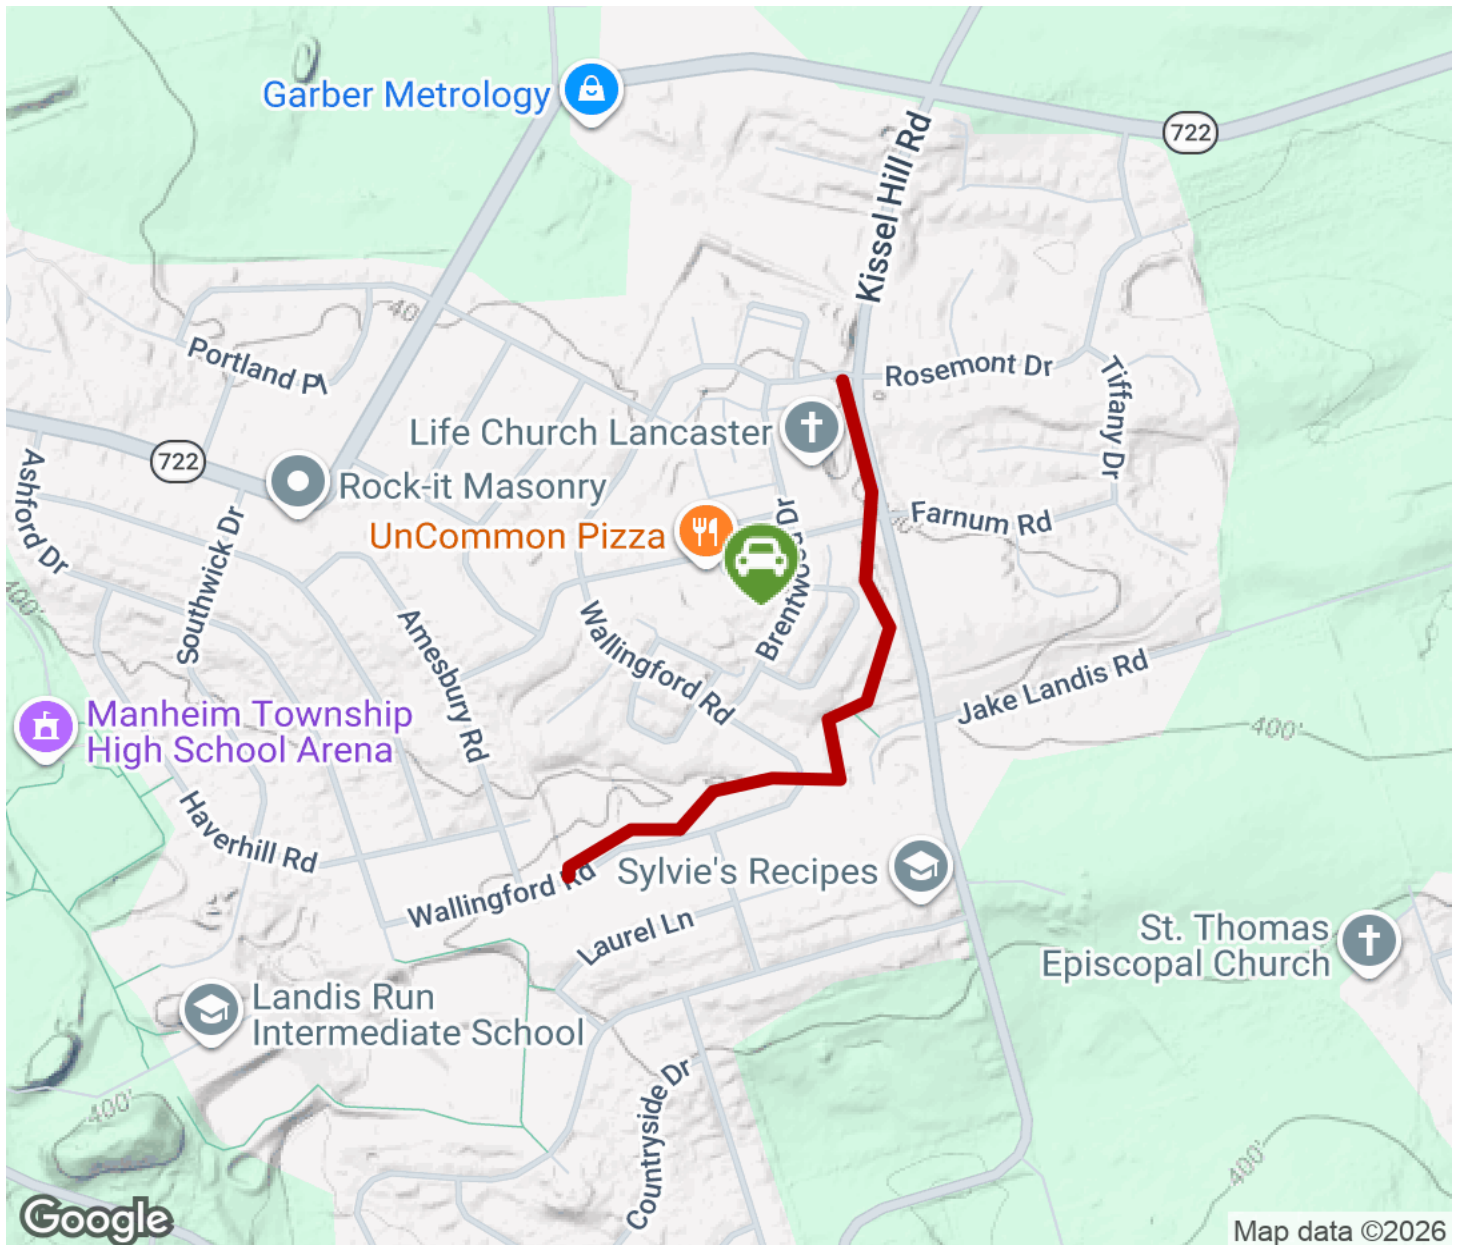 Garber Metrology
722
Kissel Hill Rd
Portland Pl
Rosemont Dr
Tiffany Dr
Life Church Lancaster
722
Ashford Dr
Rock-it Masonry
Southwick Dr
UnCommon Pizza
Farnum Rd
Brentwood Dr
400'
Amesbury Rd
Wallingford Rd
Jake Landis Rd
Manheim Township
High School Arena
400'
Haverhill Rd
Wallingford Rd
Sylvie's Recipes
Laurel Ln
St. Thomas
Episcopal Church
Landis Run
Intermediate School
400'
Countryside Dr
400'
Google
Map data ©2026